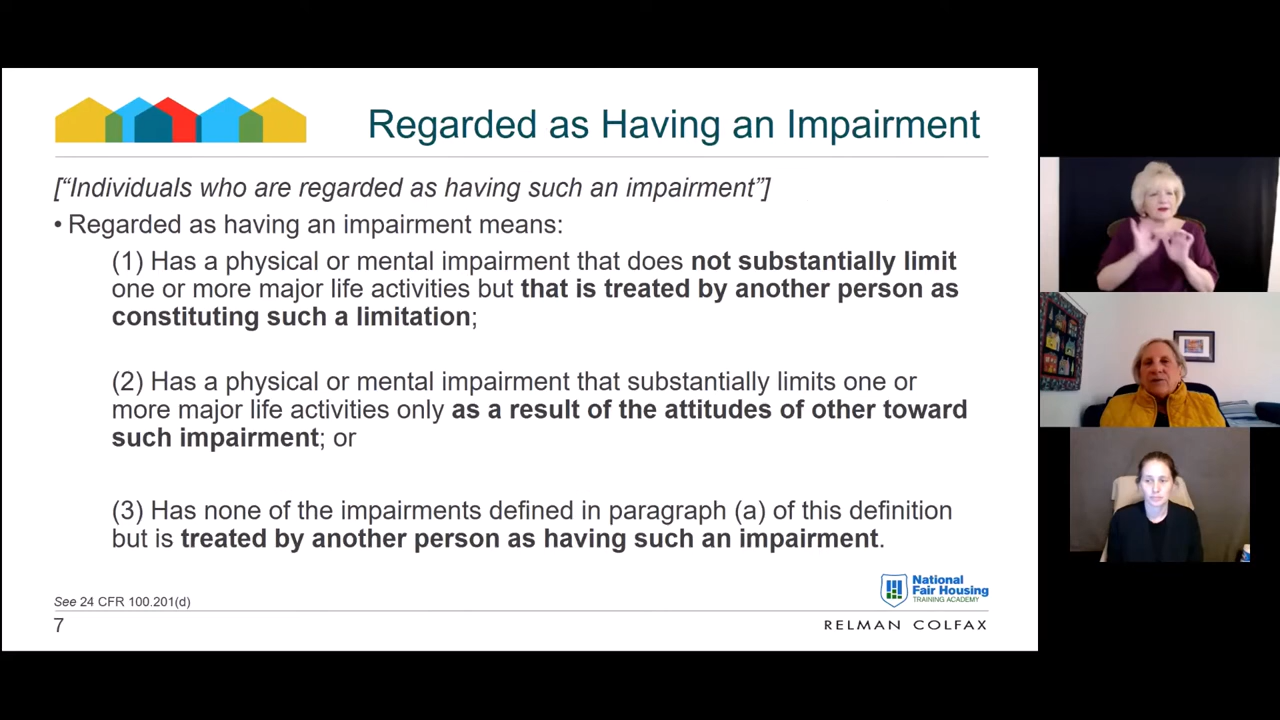 Regarded as Having an Impairment
[“Individuals who are regarded as having such an impairment”]
• Regarded as having an impairment means:
(1) Has a physical or mental impairment that does not substantially limit
one or more major life activities but that is treated by another person as
constituting such a limitation;
(2) Has a physical or mental impairment that substantially limits one or
more major life activities only as a result of the attitudes of other toward
such impairment; or
(3) Has none of the impairments defined in paragraph (a) of this definition
but is treated by another person as having such an impairment.
National
Fair Housing
TRAINING ACADEMY
See 24 CFR 100.201(d)
7
RELMAN COLFAX